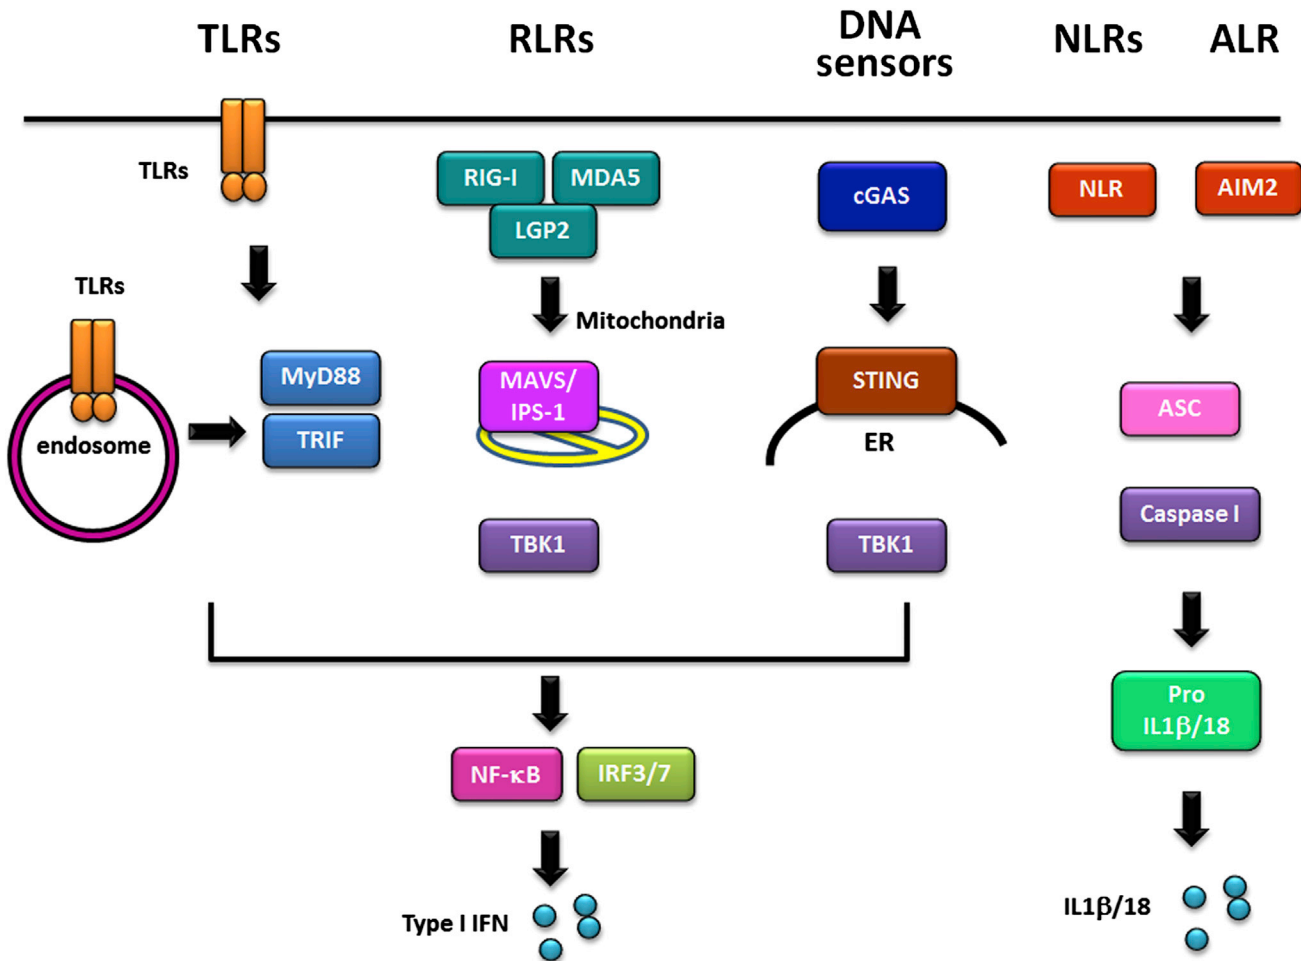 TLRs
RLRs
DNA
sensors
NLRs
ALR
TLRs
RIG-I
MDA5
LGP2
cGAS
NLR
AIM2
TLRs
Mitochondria
endosome
MyD88
TRIF
MAVS/
IPS-1
STING
ER
ASC
Caspase I
TBK1
TBK1
Pro
IL1β/18
NF-κB
IRF3/7
Type I IFN
IL1β/18